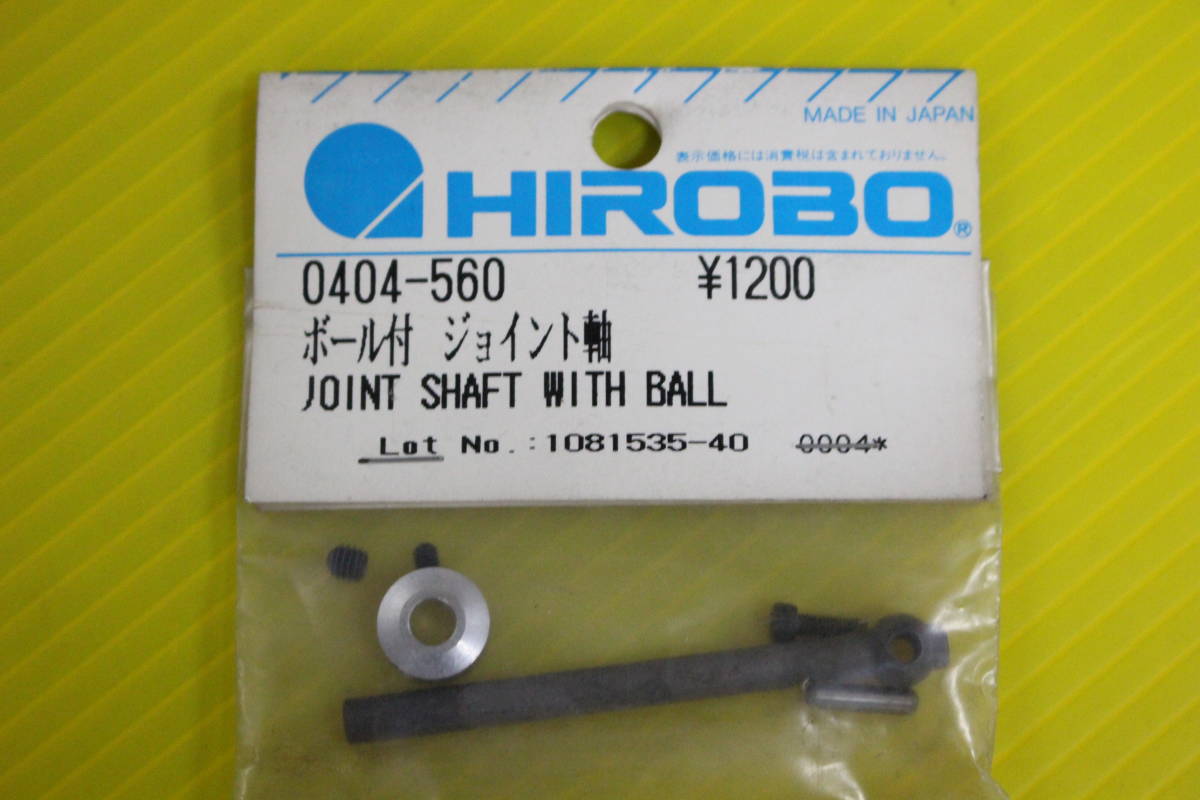 MADE IN JAPAN
表示価格には消費税は含まれておりません。
HIROBO®
0404-560 ¥1200
ボール付 ジョイント軸
JOINT SHAFT WITH BALL
Lot No.:1081535-40 0004*